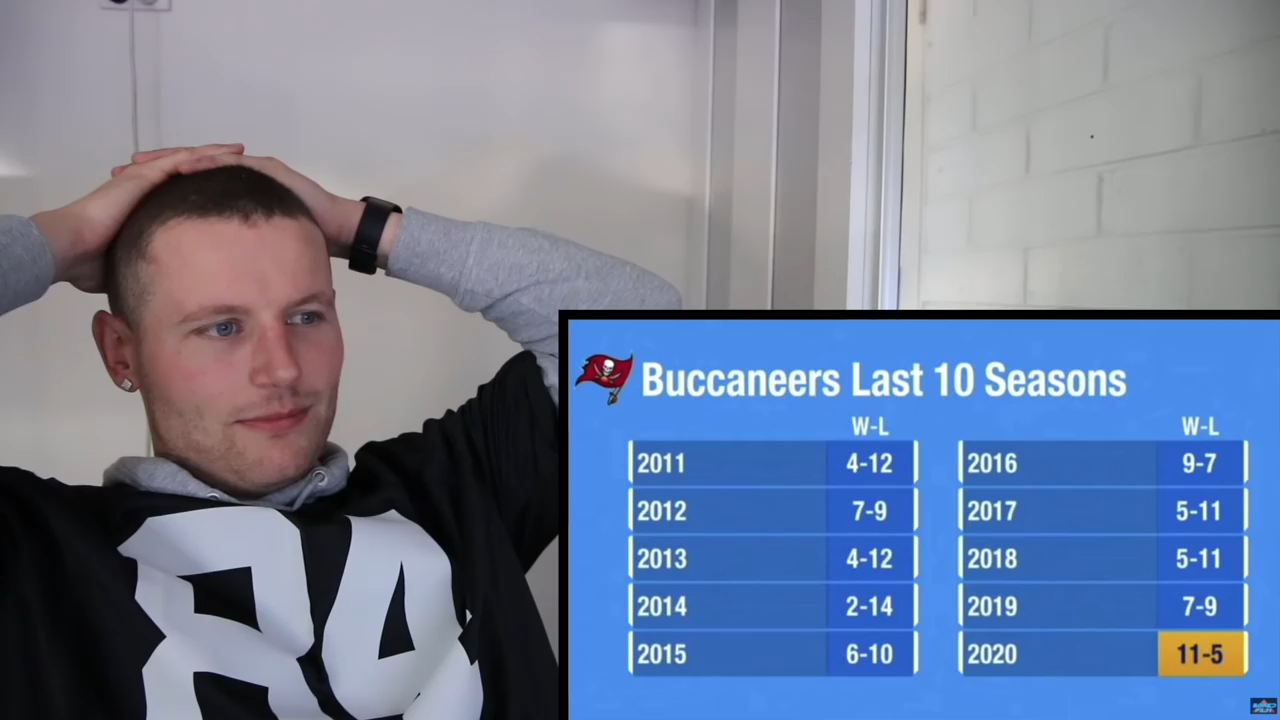 Buccaneers Last 10 Seasons
W-L W-L
2011 4-12 2016 9-7
2012 7-9 2017 5-11
2013 4-12 2018 5-11
2014 2-14 2019 7-9
2015 6-10 2020 11-5
84